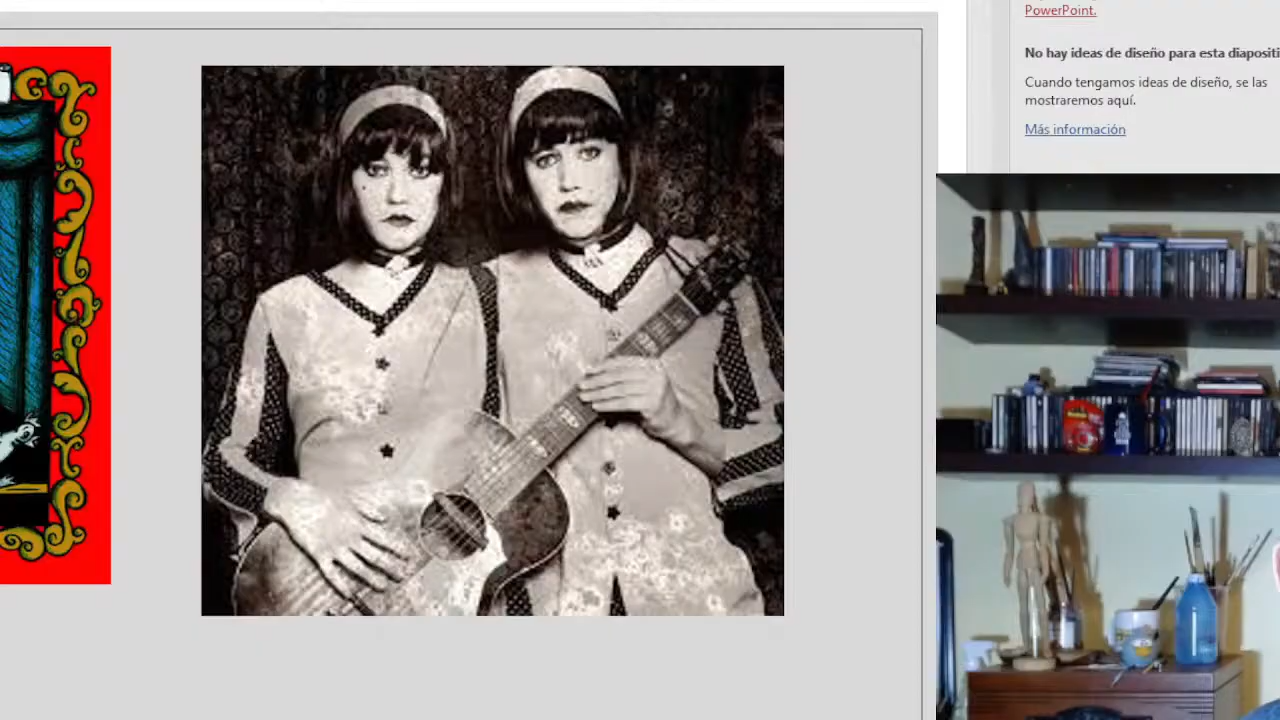 PowerPoint.
No hay ideas de diseño para esta diapositi
Cuando tengamos ideas de diseño, se las
mostraremos aquí.
Más información